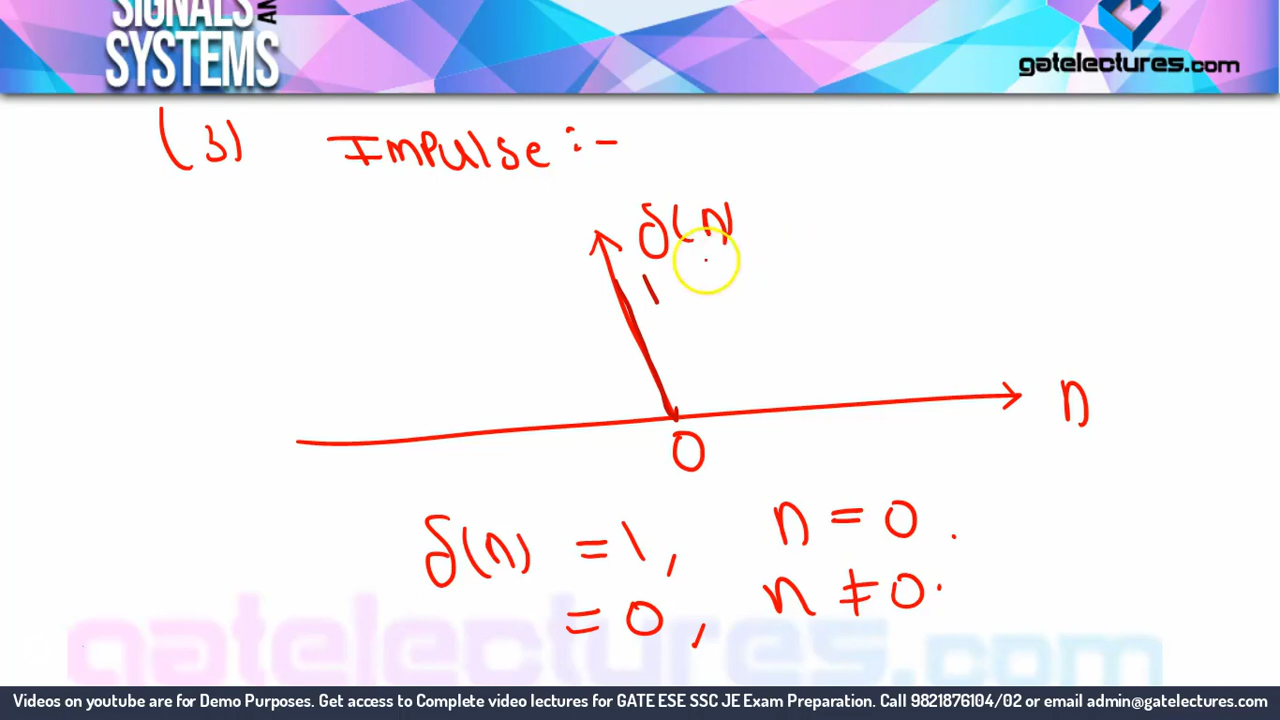 SIGNALS AND
SYSTEMS
gatelectures.com
(3) Impulse :-
δ(n)
1
n
0
δ(n) = 1, n = 0.
= 0, n ≠ 0.
gatelectures.com
Videos on youtube are for Demo Purposes. Get access to Complete video lectures for GATE ESE SSC JE Exam Preparation. Call 9821876104/02 or email admin@gatelectures.com